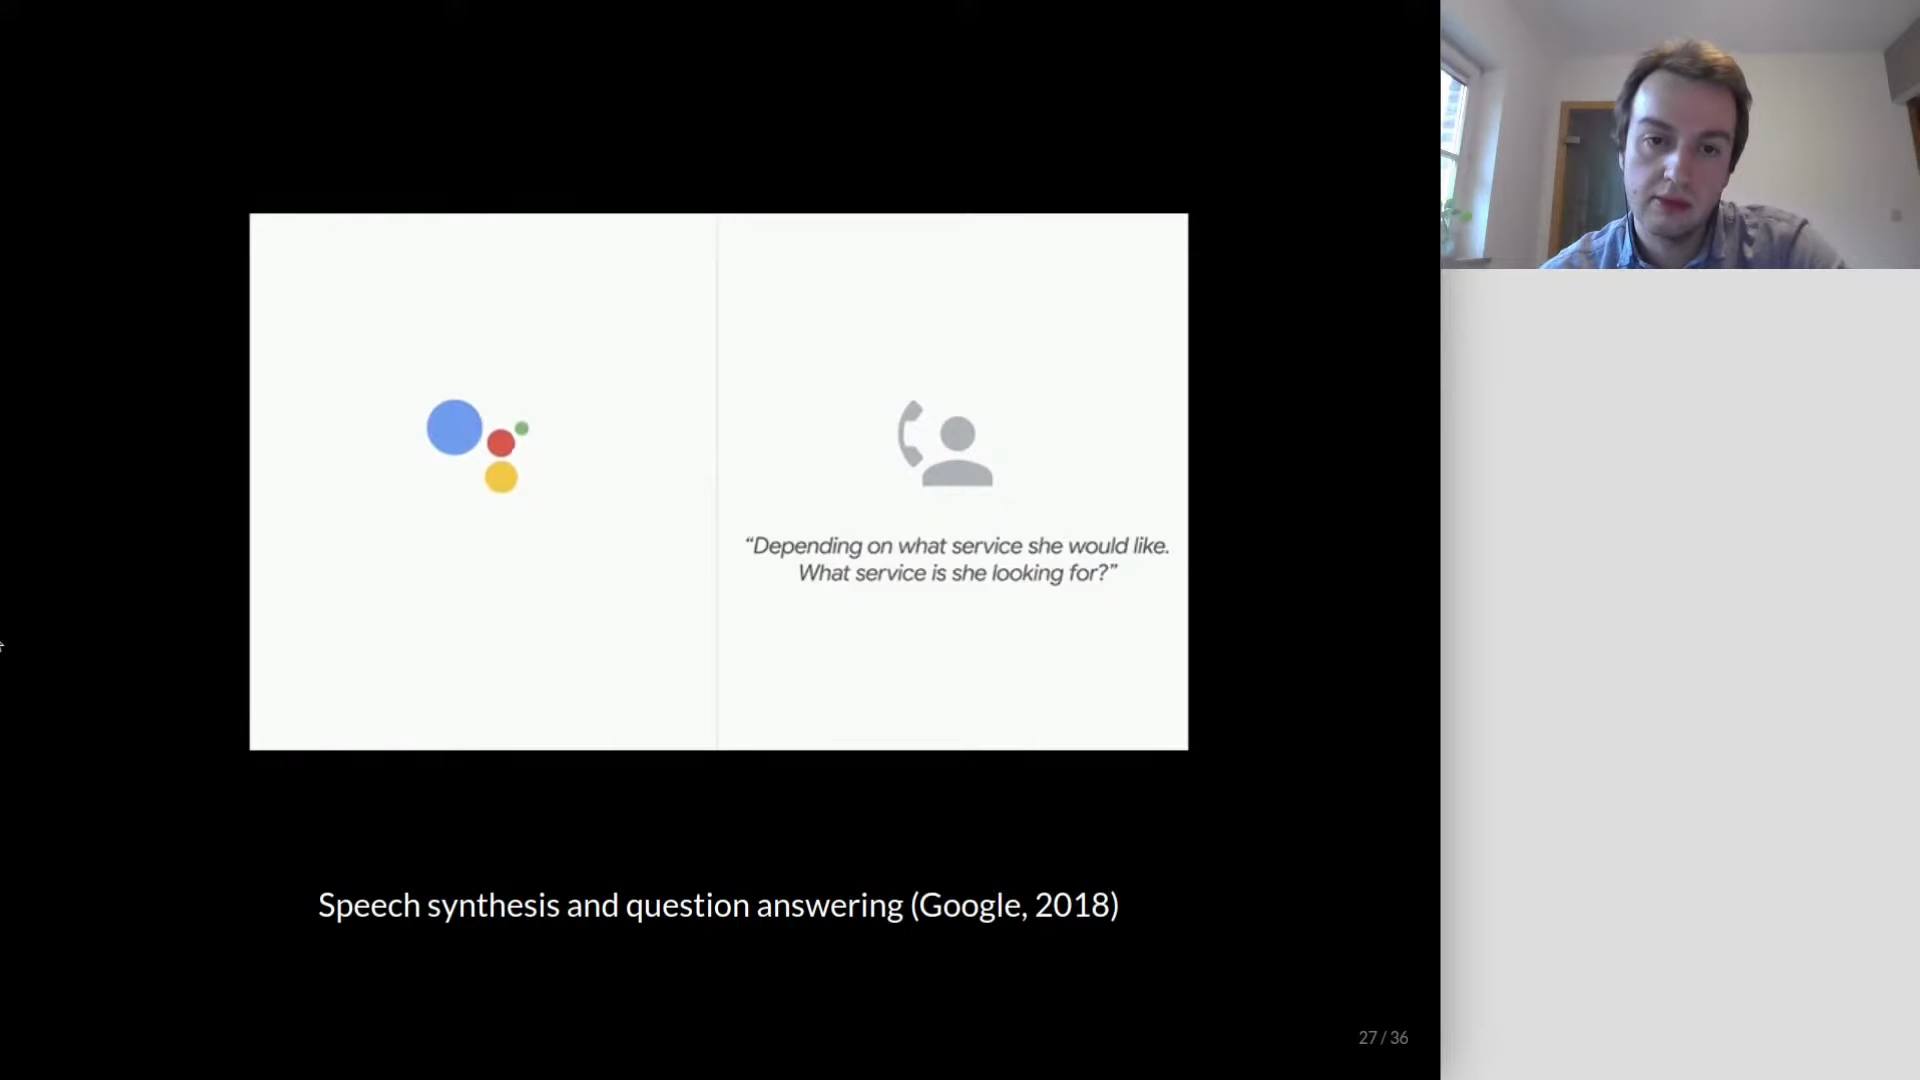 “Depending on what service she would like.
What service is she looking for?”
Speech synthesis and question answering (Google, 2018)
27 / 36